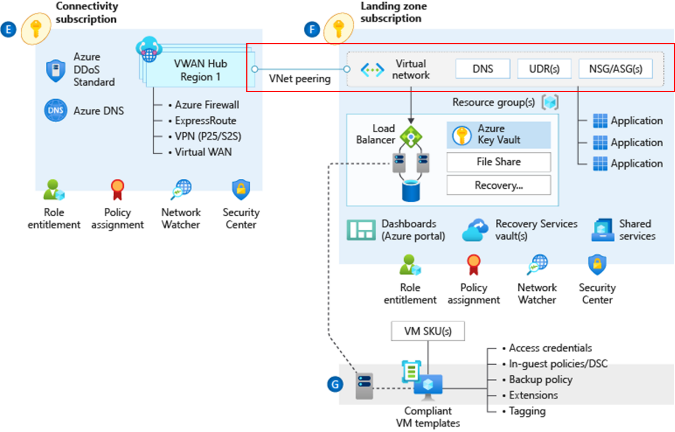 Connectivity
subscription
E
Azure
DDoS
Standard
DNS
Azure DNS
VWAN Hub
Region 1
• Azure Firewall
• ExpressRoute
• VPN (P25/S2S)
• Virtual WAN
Role
entitlement
Policy
assignment
Network
Watcher
Security
Center
VNet peering
Landing zone
subscription
F
Virtual
network
DNS
UDR(s)
NSG/ASG(s)
Resource group(s)
Load
Balancer
Azure
Key Vault
File Share
Recovery...
Application
Application
Application
Dashboards
(Azure portal)
Recovery Services
vault(s)
Shared
services
Role
entitlement
Policy
assignment
Network
Watcher
Security
Center
VM SKU(s)
G
Compliant
VM templates
• Access credentials
• In-guest policies/DSC
• Backup policy
• Extensions
• Tagging